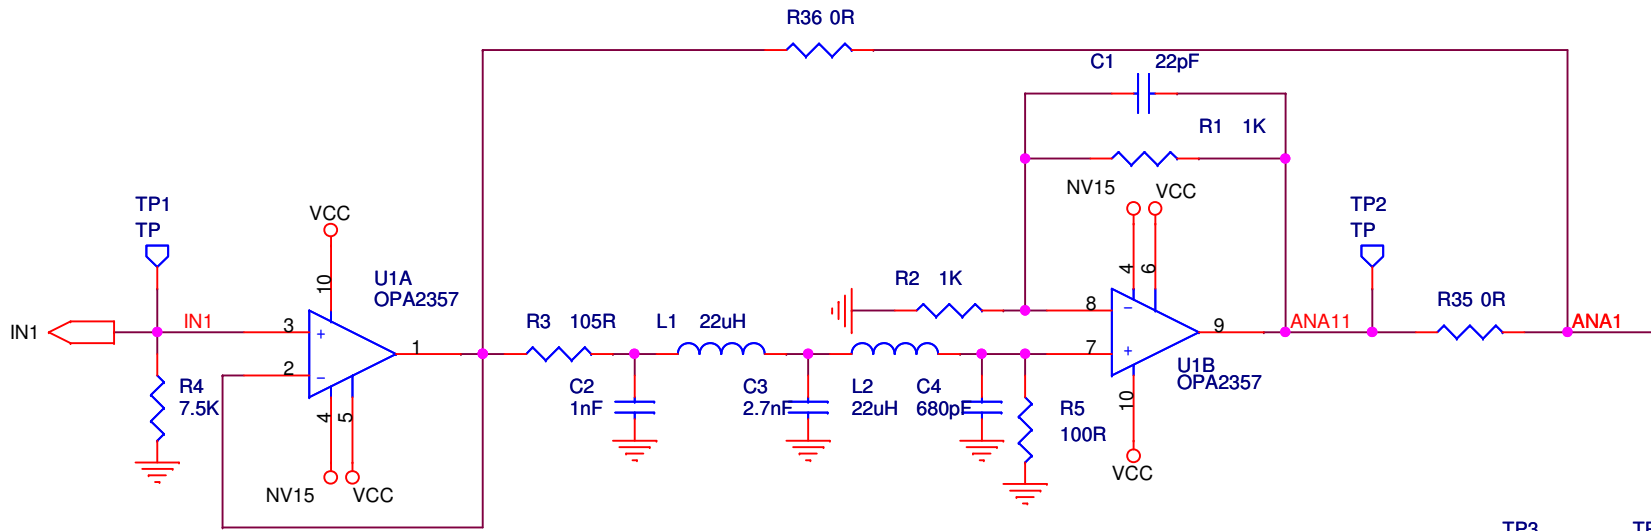 R36 0R
C1 22pF
R1 1K
NV15 VCC
TP1
TP
VCC
TP2
TP
10
U1A
OPA2357
4 6
R2 1K
8
R35 0R
IN1 IN1 3
R3 105R L1 22uH
9 ANA11 ANA1
1
7
2
U1B
OPA2357
R4
7.5K
C2
1nF
C3
2.7nF
L2
22uH
C4
680pF
R5
100R
4 5
10
VCC
NV15 VCC
TP3